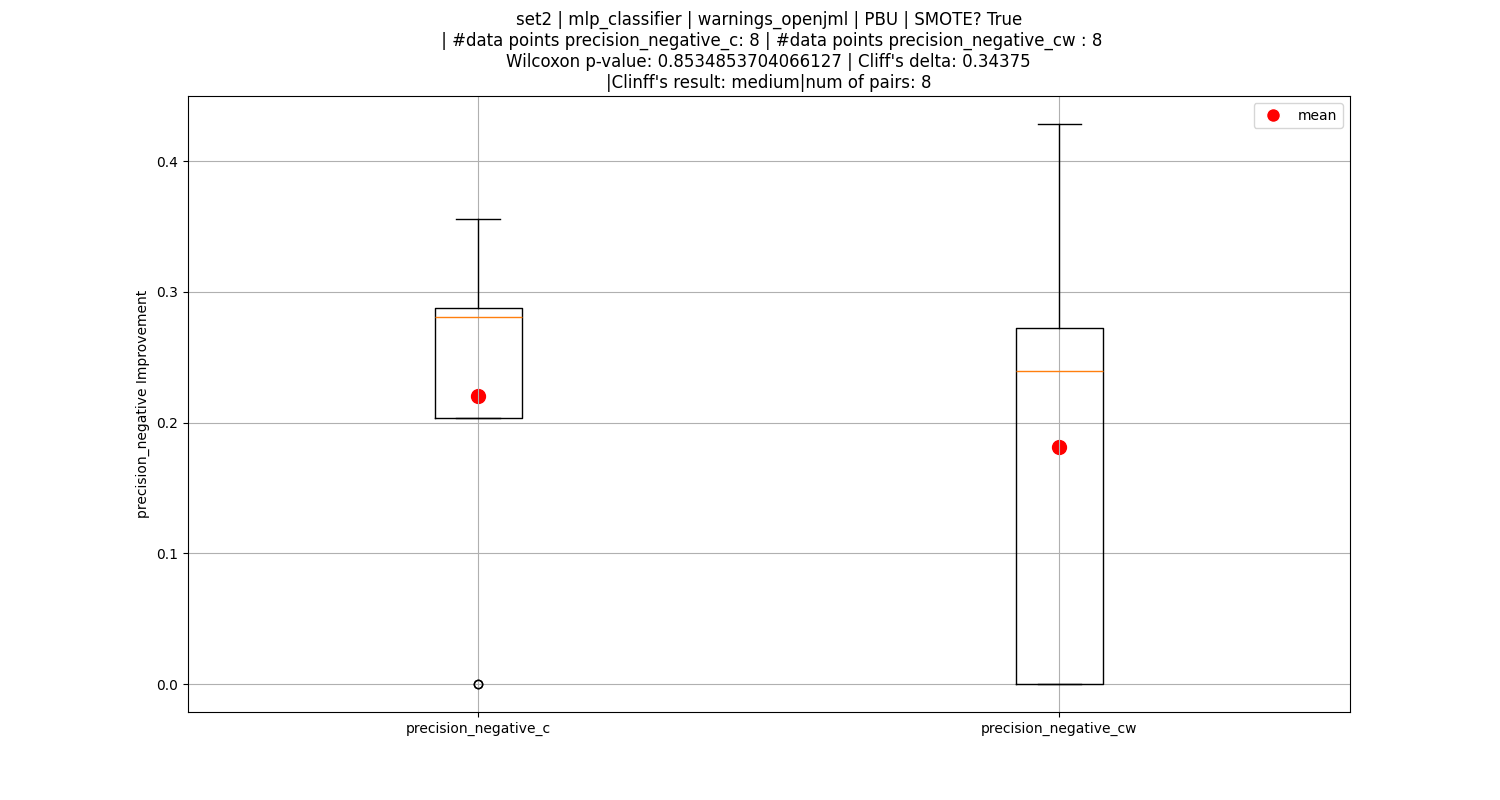 set2 | mlp_classifier | warnings_openjml | PBU | SMOTE? True
| #data points precision_negative_c: 8 | #data points precision_negative_cw : 8
Wilcoxon p-value: 0.8534853704066127 | Cliff's delta: 0.34375
|Clinff's result: medium|num of pairs: 8
mean
precision_negative Improvement
0.4
0.3
0.2
0.1
0.0
precision_negative_c
precision_negative_cw